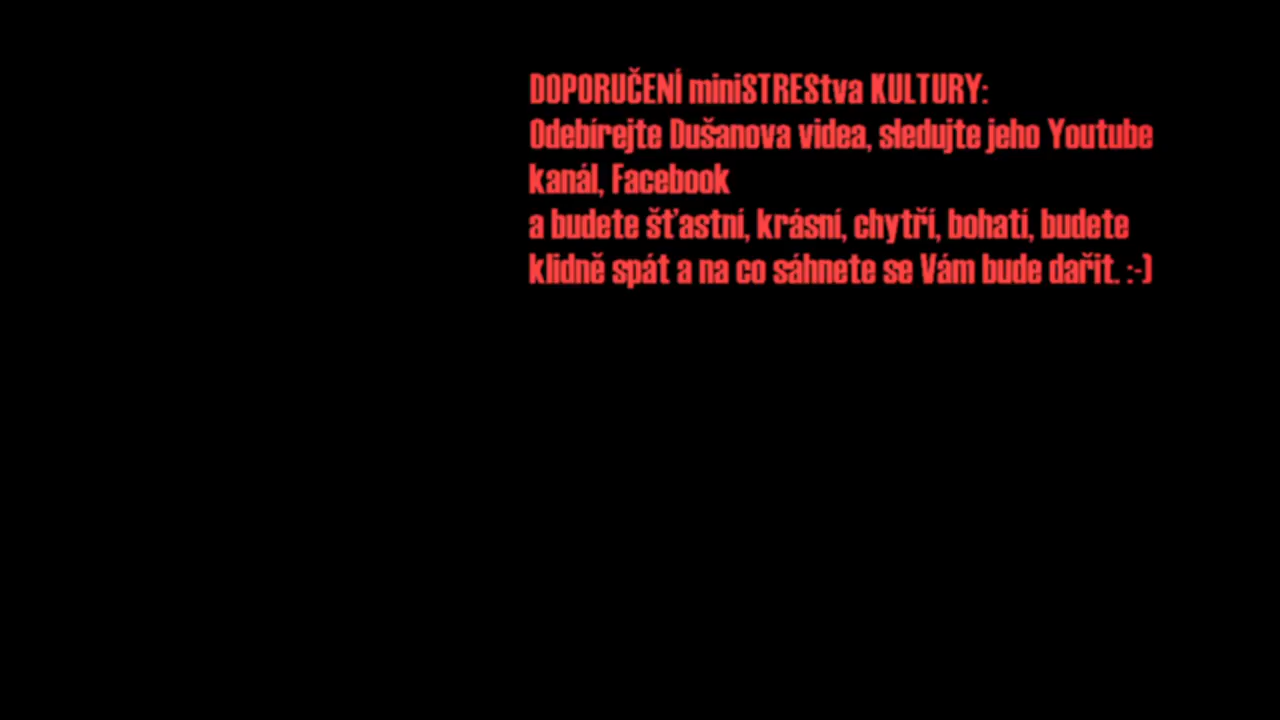 DOPORUČENÍ miniSTREStva KULTURY:
Odebírejte Dušanova videa, sledujte jeho Youtube
kanál, Facebook
a budete šťastní, krásní, chytří, bohati, budete
klidně spát a na co sáhnete se Vám bude dařit. :-)